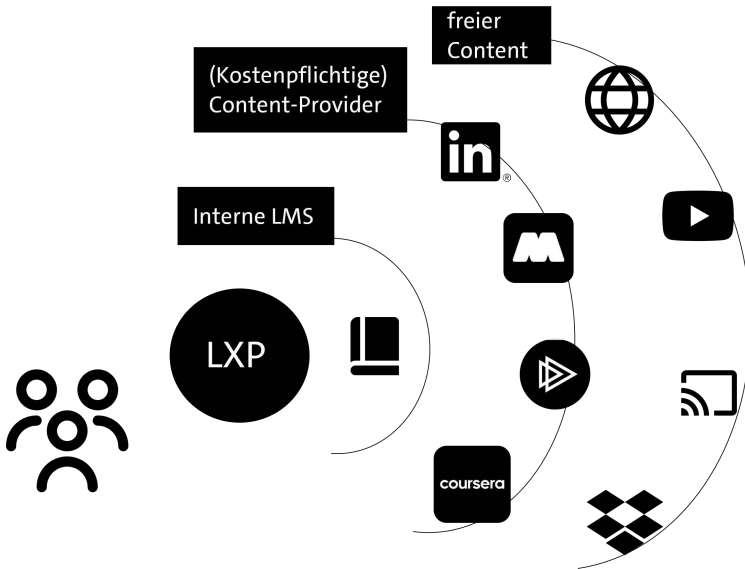 freier
Content
(Kostenpflichtige)
Content-Provider
in
®
Interne LMS
LXP
coursera